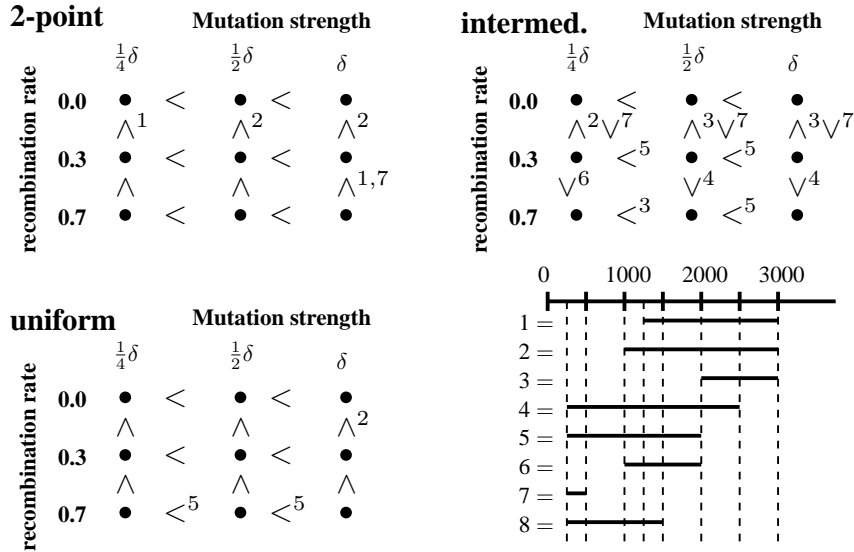 2-point
Mutation strength
¼δ ½δ δ
recombination rate
0.0 • < • < •
∧¹ ∧² ∧²
0.3 • < • < •
∧ ∧ ∧¹,⁷
0.7 • < • < •
intermed.
Mutation strength
¼δ ½δ δ
recombination rate
0.0 • < • < •
∧²∨⁷ ∧³∨⁷ ∧³∨⁷
0.3 • <⁵ • <⁵ •
∨⁶ ∨⁴ ∨⁴
0.7 • <³ • <⁵ •
uniform
Mutation strength
¼δ ½δ δ
recombination rate
0.0 • < • < •
∧ ∧ ∧²
0.3 • < • < •
∧ ∧ ∧
0.7 • <⁵ • <⁵ •
0 1000 2000 3000
1 =
2 =
3 =
4 =
5 =
6 =
7 =
8 =